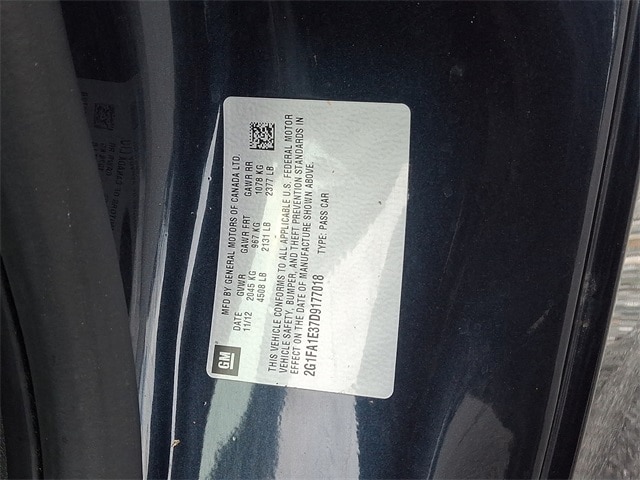 GM
MFD BY GENERAL MOTORS OF CANADA LTD.
DATE GVWR GAWR FRT GAWR RR
11/12 2045 KG 967 KG 1078 KG
4508 LB 2131 LB 2377 LB
THIS VEHICLE CONFORMS TO ALL APPLICABLE U.S. FEDERAL MOTOR
VEHICLE SAFETY, BUMPER, AND THEFT PREVENTION STANDARDS IN
EFFECT ON THE DATE OF MANUFACTURE SHOWN ABOVE.
2G1FA1E37D9177018 TYPE: PASS CAR